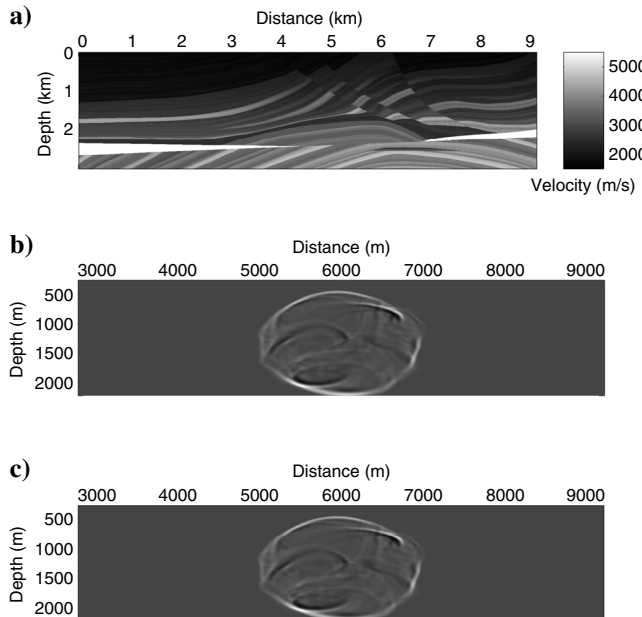 a)
Distance (km)
0 1 2 3 4 5 6 7 8 9
Depth (km)
0
1
2
5000
4000
3000
2000
Velocity (m/s)
b)
Distance (m)
3000 4000 5000 6000 7000 8000 9000
Depth (m)
500
1000
1500
2000
c)
Distance (m)
3000 4000 5000 6000 7000 8000 9000
Depth (m)
500
1000
1500
2000